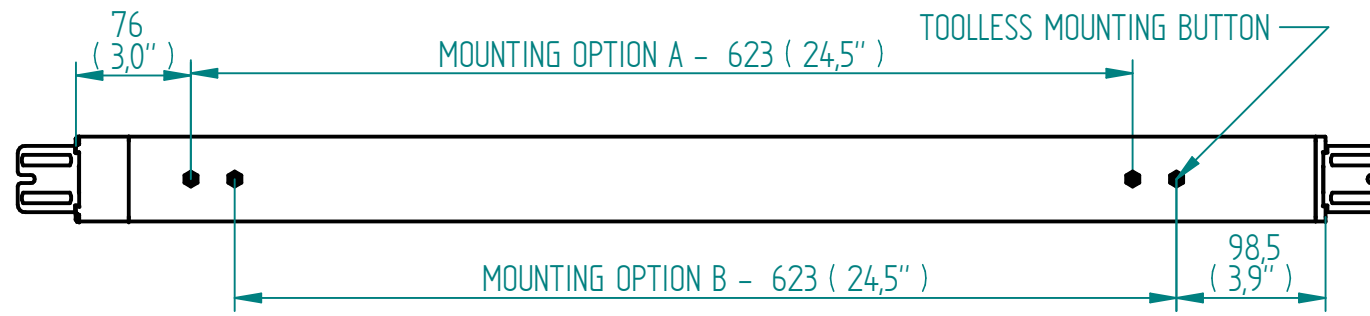 76
( 3,0" )
MOUNTING OPTION A - 623 ( 24,5" )
TOOLLESS MOUNTING BUTTON
MOUNTING OPTION B - 623 ( 24,5" )
98,5
( 3,9" )